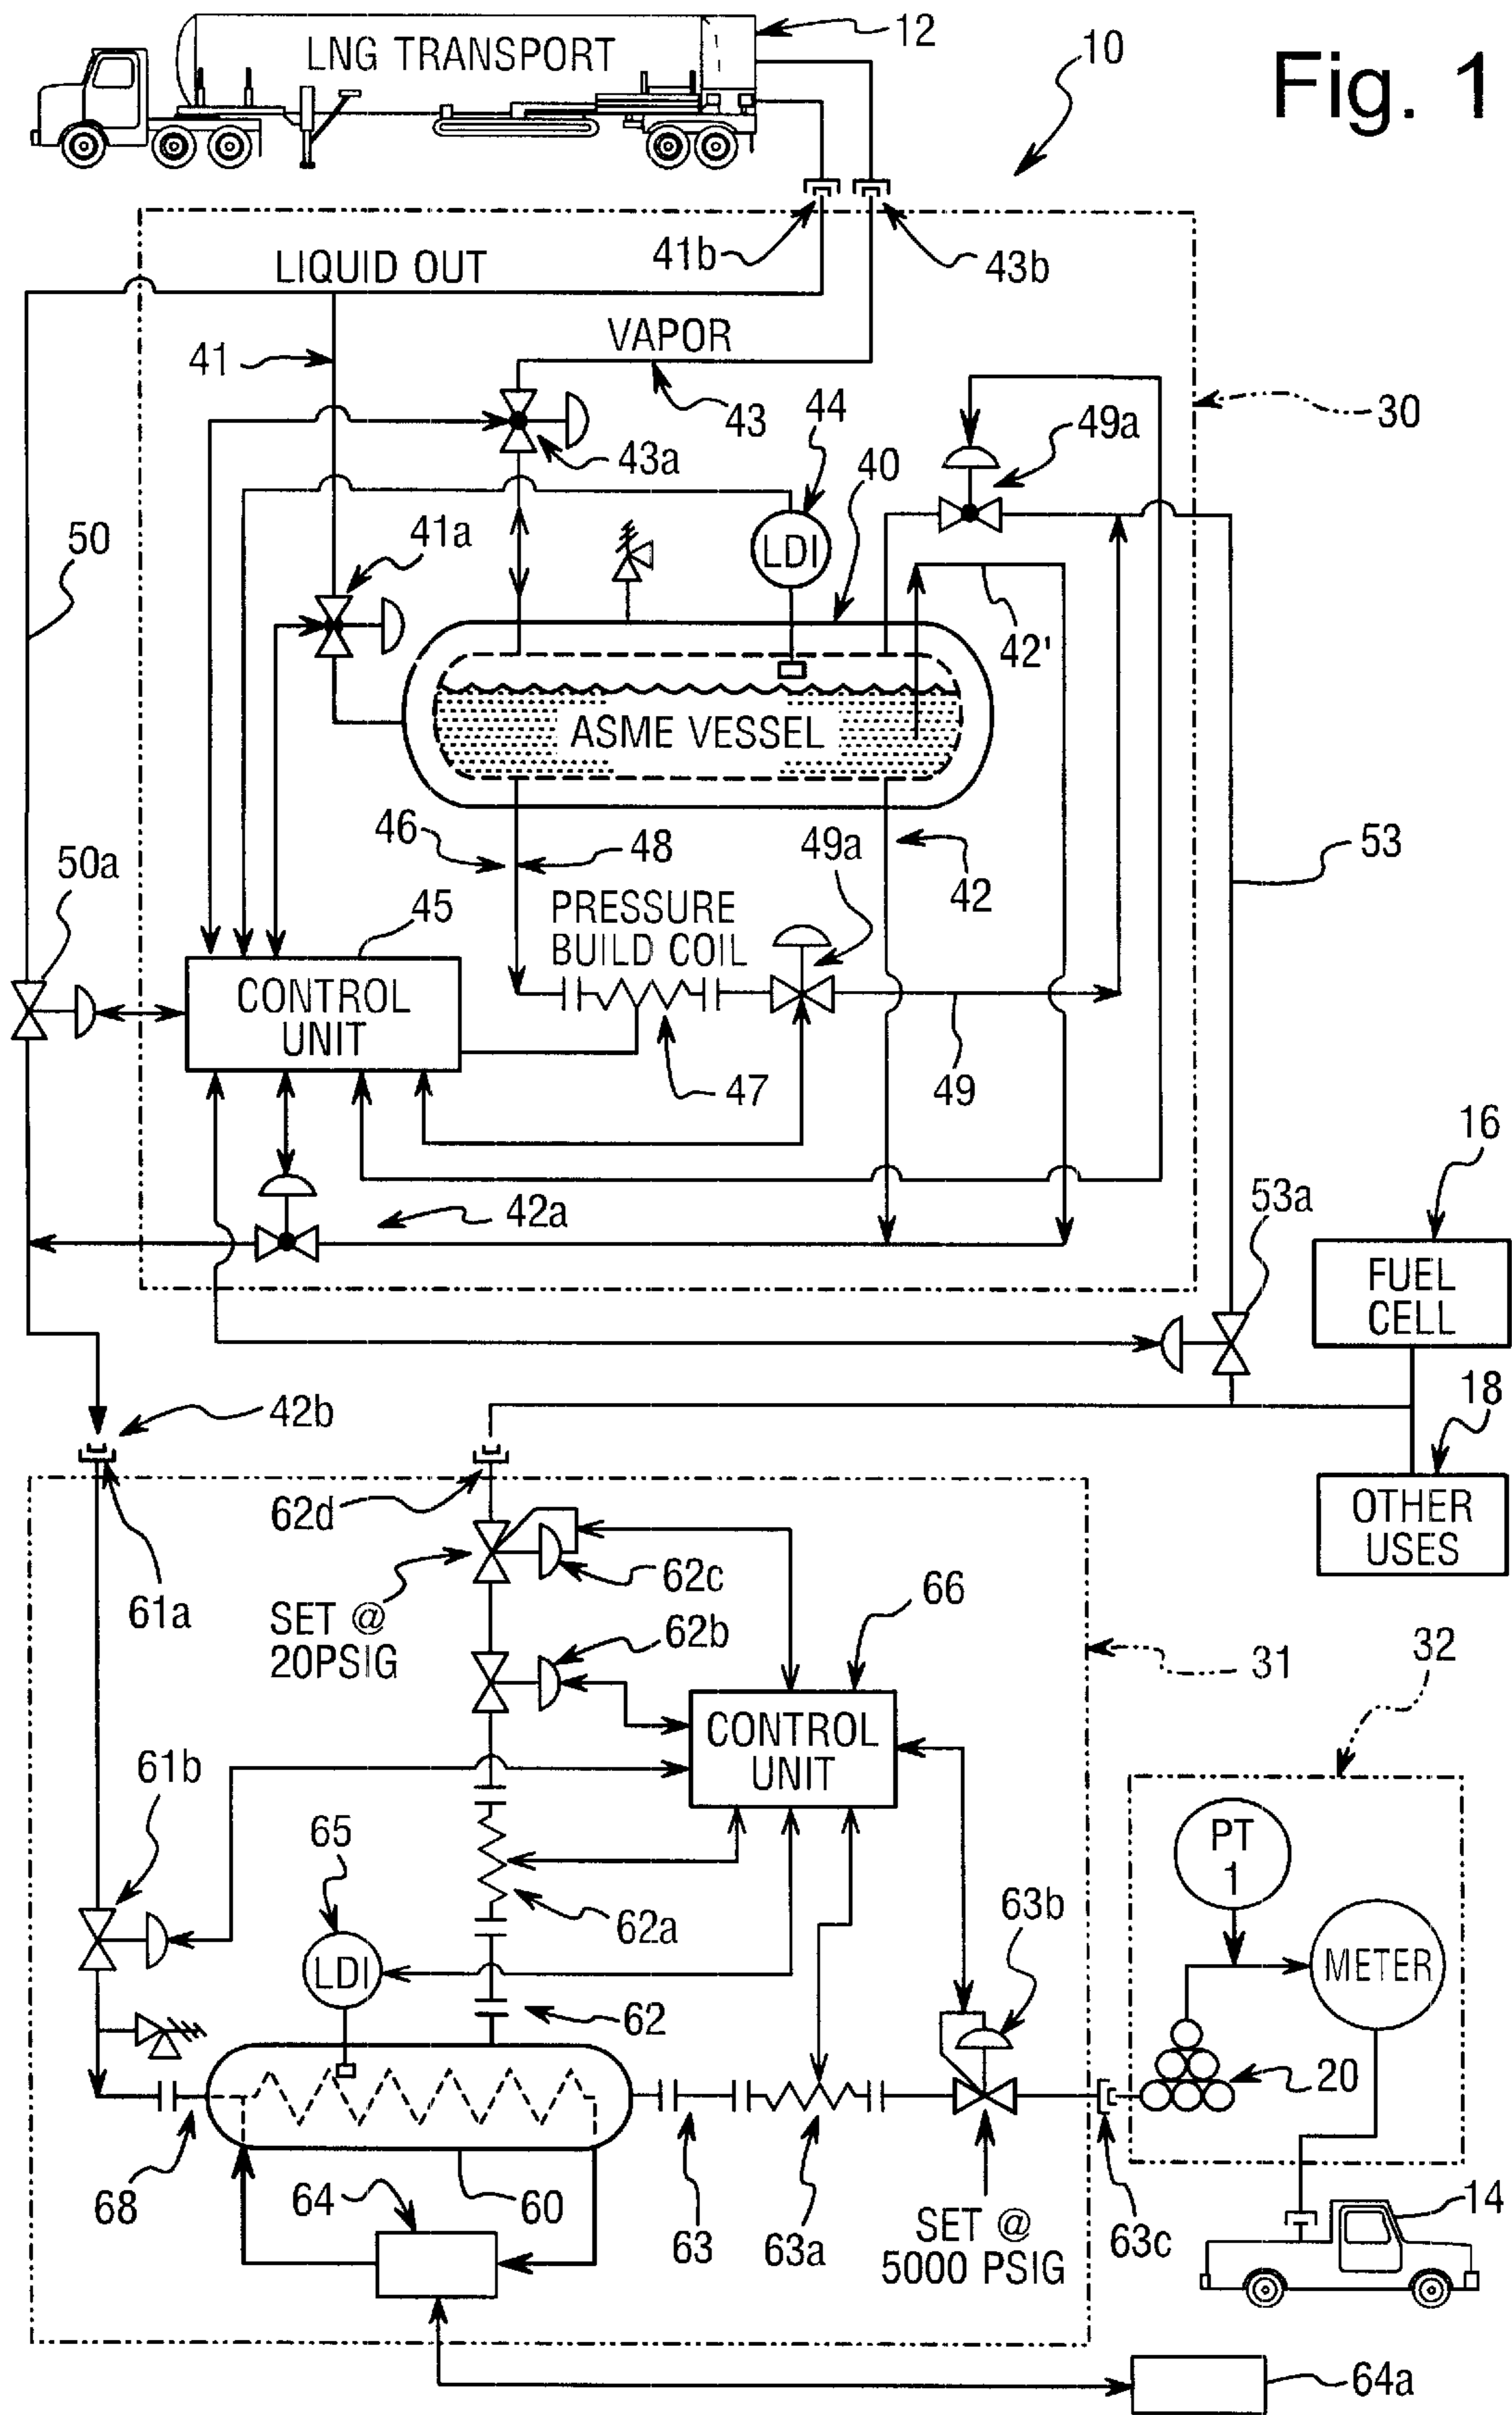 Fig. 1
LNG TRANSPORT
12
10
41b
43b
LIQUID OUT
VAPOR
41
43
44
30
43a
40
49a
50
41a
LDI
42'
ASME VESSEL
46
48
49a
42
53
50a
45
PRESSURE
BUILD COIL
CONTROL
UNIT
47
49
16
42a
53a
FUEL
CELL
42b
18
62d
OTHER
USES
61a
62c
SET @
20PSIG
66
62b
31
32
CONTROL
UNIT
61b
65
PT
1
62a
63b
LDI
METER
62
20
68
64
60
63
63a
SET @
5000 PSIG
63c
14
64a